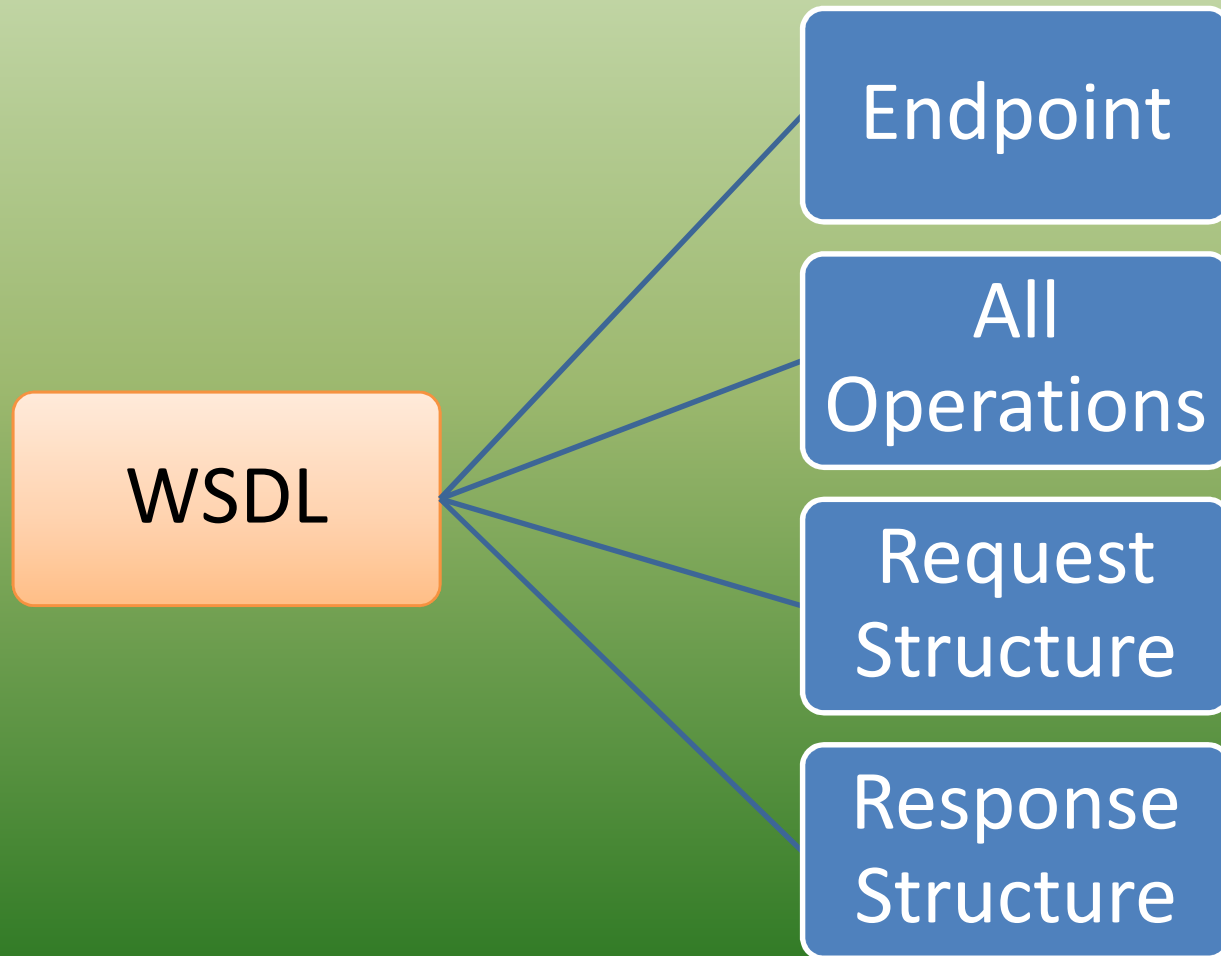 WSDL
Endpoint
All
Operations
Request
Structure
Response
Structure